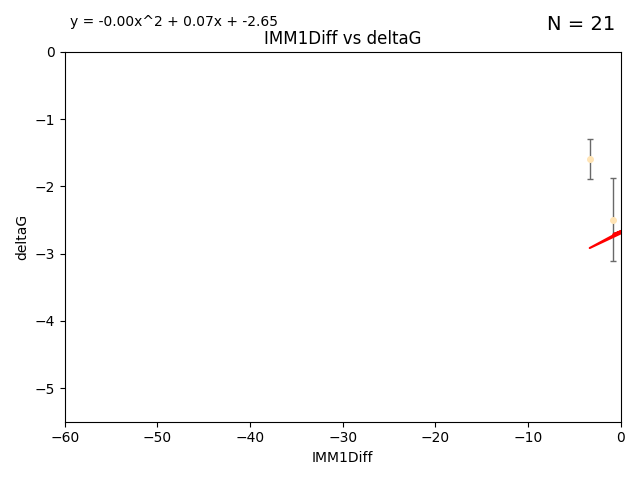 y = -0.00x^2 + 0.07x + -2.65
N = 21
IMM1Diff vs deltaG
deltaG
0
−1
−2
−3
−4
−5
−60
−50
−40
−30
−20
−10
0
IMM1Diff